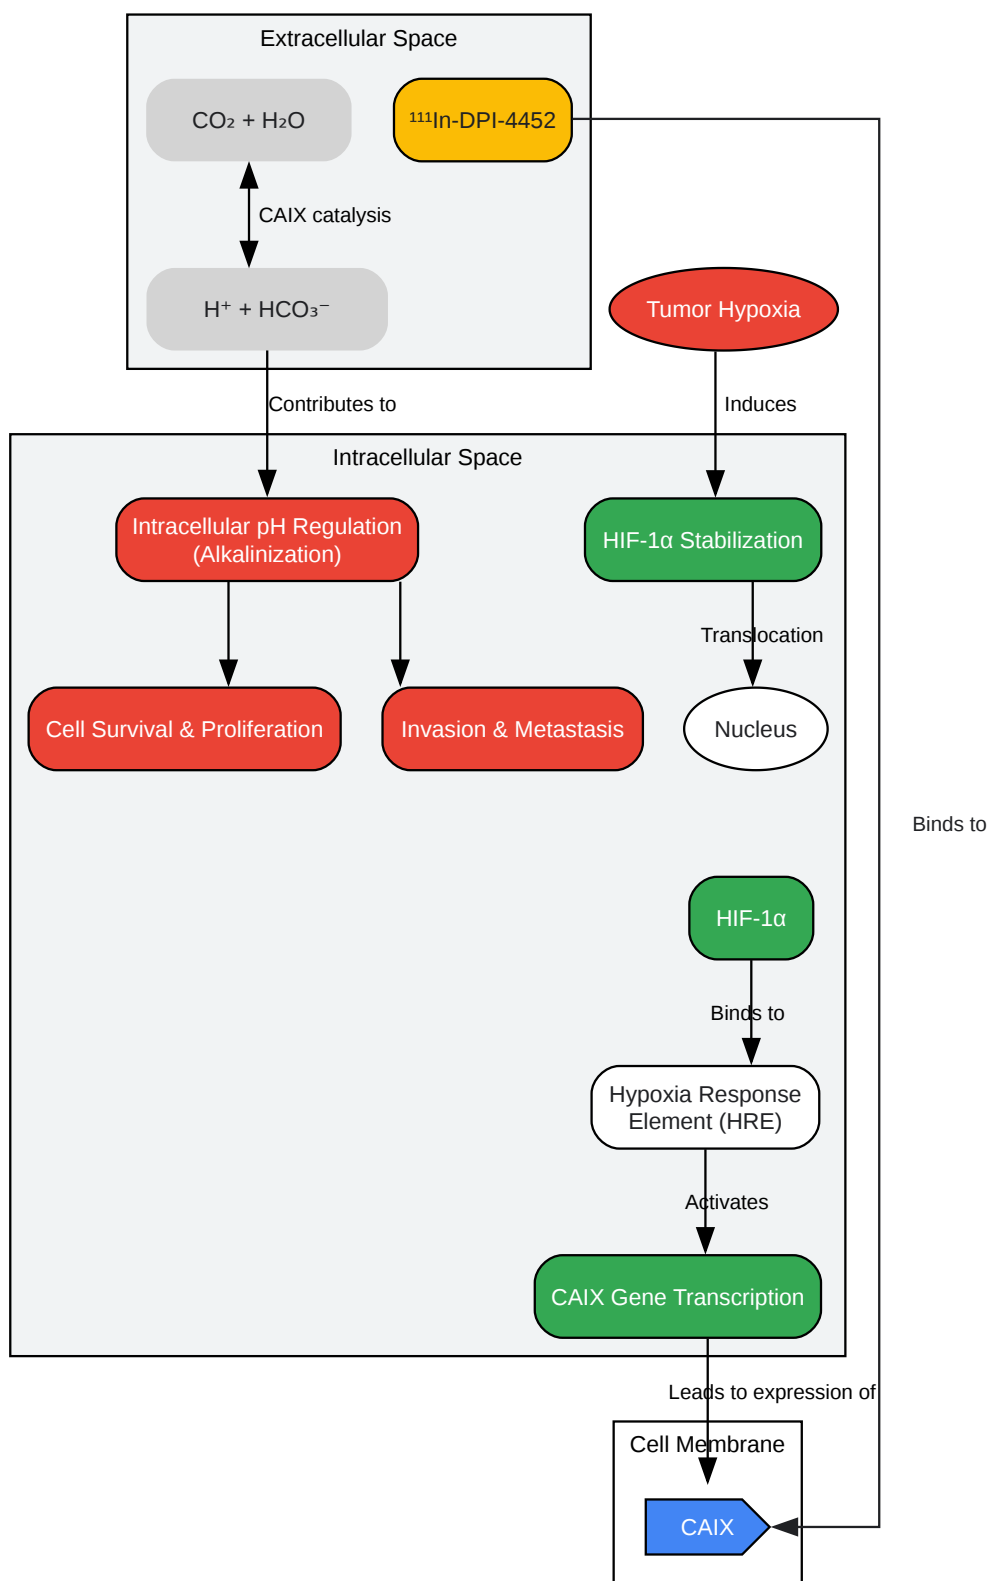 Extracellular Space
CO₂ + H₂O
¹¹¹In-DPI-4452
CAIX catalysis
H⁺ + HCO₃⁻
Tumor Hypoxia
Contributes to
Induces
Intracellular Space
Intracellular pH Regulation
(Alkalinization)
HIF-1α Stabilization
Translocation
Cell Survival & Proliferation
Invasion & Metastasis
Nucleus
Binds to
HIF-1α
Binds to
Hypoxia Response
Element (HRE)
Activates
CAIX Gene Transcription
Leads to expression of
Cell Membrane
CAIX